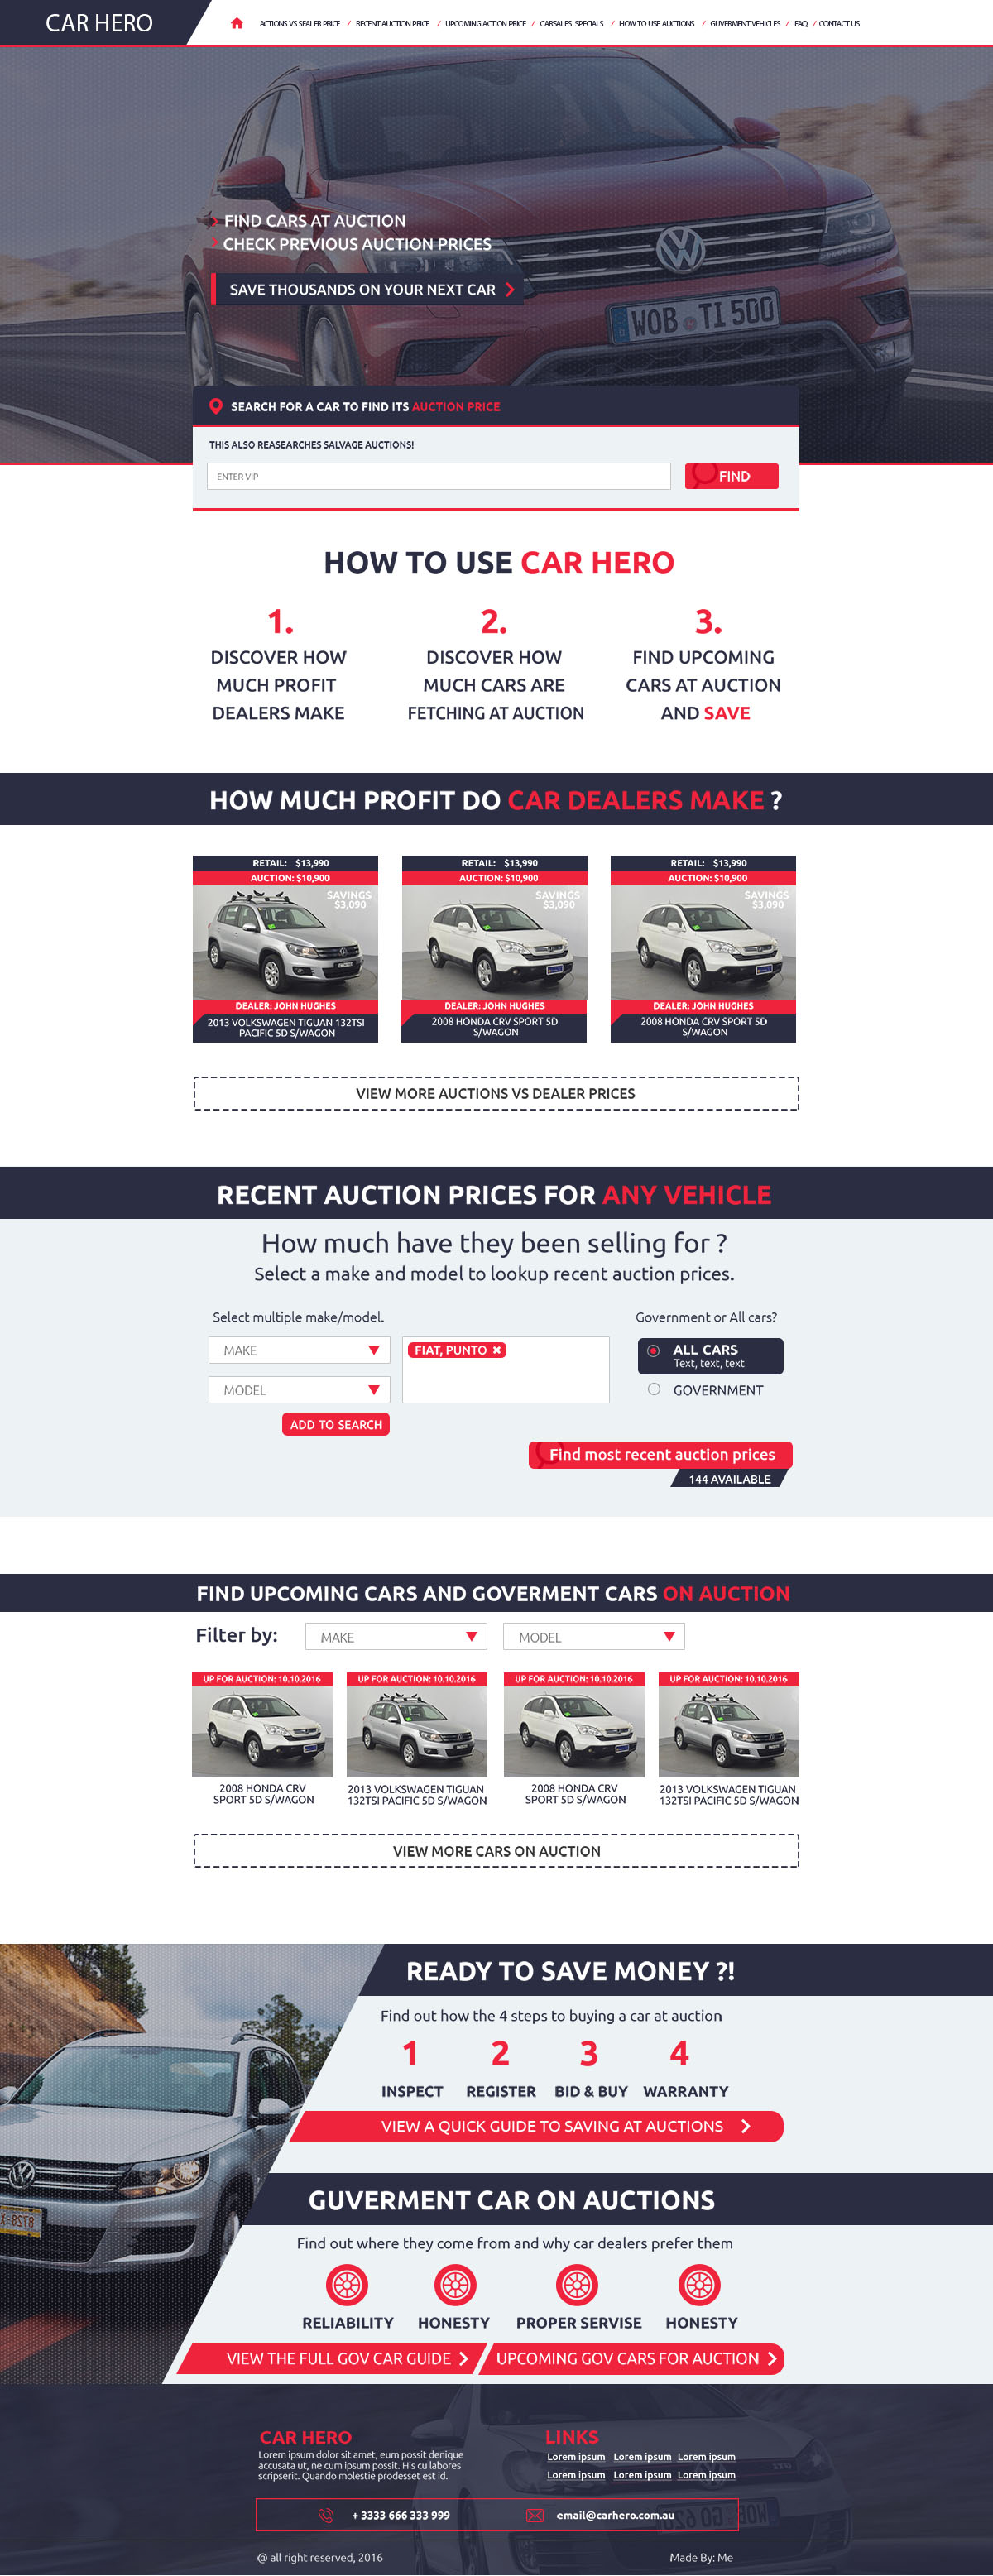 CAR HERO
ACTIONS VS SEALER PRICE / RECENT AUCTION PRICE / UPCOMING ACTION PRICE / CARSALES SPECIALS / HOW TO USE AUCTIONS / GUVERMENT VEHICLES / FAQ / CONTACT US
FIND CARS AT AUCTION
CHECK PREVIOUS AUCTION PRICES
SAVE THOUSANDS ON YOUR NEXT CAR
WOB TI 500
SEARCH FOR A CAR TO FIND ITS AUCTION PRICE
THIS ALSO REASEARCHES SALVAGE AUCTIONS!
ENTER VIP
FIND
HOW TO USE CAR HERO
1. 2. 3.
DISCOVER HOW DISCOVER HOW FIND UPCOMING
MUCH PROFIT MUCH CARS ARE CARS AT AUCTION
DEALERS MAKE FETCHING AT AUCTION AND SAVE
HOW MUCH PROFIT DO CAR DEALERS MAKE ?
RETAIL: $13,990 RETAIL: $13,990 RETAIL: $13,990
AUCTION: $10,900 AUCTION: $10,900 AUCTION: $10,900
SAVINGS SAVINGS SAVINGS
$3,090 $3,090 $3,090
DEALER: JOHN HUGHES DEALER: JOHN HUGHES DEALER: JOHN HUGHES
2013 VOLKSWAGEN TIGUAN 132TSI 2008 HONDA CRV SPORT 5D 2008 HONDA CRV SPORT 5D
PACIFIC 5D S/WAGON S/WAGON S/WAGON
VIEW MORE AUCTIONS VS DEALER PRICES
RECENT AUCTION PRICES FOR ANY VEHICLE
How much have they been selling for ?
Select a make and model to lookup recent auction prices.
Select multiple make/model. Government or All cars?
MAKE FIAT, PUNTO ✖ ALL CARS
Text, text, text
MODEL GOVERNMENT
ADD TO SEARCH
Find most recent auction prices
144 AVAILABLE
FIND UPCOMING CARS AND GOVERMENT CARS ON AUCTION
Filter by: MAKE MODEL
UP FOR AUCTION: 10.10.2016 UP FOR AUCTION: 10.10.2016 UP FOR AUCTION: 10.10.2016 UP FOR AUCTION: 10.10.2016
2008 HONDA CRV 2013 VOLKSWAGEN TIGUAN 2008 HONDA CRV 2013 VOLKSWAGEN TIGUAN
SPORT 5D S/WAGON 132TSI PACIFIC 5D S/WAGON SPORT 5D S/WAGON 132TSI PACIFIC 5D S/WAGON
VIEW MORE CARS ON AUCTION
READY TO SAVE MONEY ?!
Find out how the 4 steps to buying a car at auction
1 2 3 4
INSPECT REGISTER BID & BUY WARRANTY
VIEW A QUICK GUIDE TO SAVING AT AUCTIONS
GUVERMENT CAR ON AUCTIONS
Find out where they come from and why car dealers prefer them
RELIABILITY HONESTY PROPER SERVISE HONESTY
VIEW THE FULL GOV CAR GUIDE UPCOMING GOV CARS FOR AUCTION
CAR HERO
Lorem ipsum dolor sit amet, eum possit denique
accusata ut, ne cum ipsum possit. His cu labores
scripserit. Quando molestie prodesset est id.
LINKS
Lorem ipsum Lorem ipsum Lorem ipsum
Lorem ipsum Lorem ipsum Lorem ipsum
+ 3333 666 333 999 email@carhero.com.au
@ all right reserved, 2016 Made By: Me